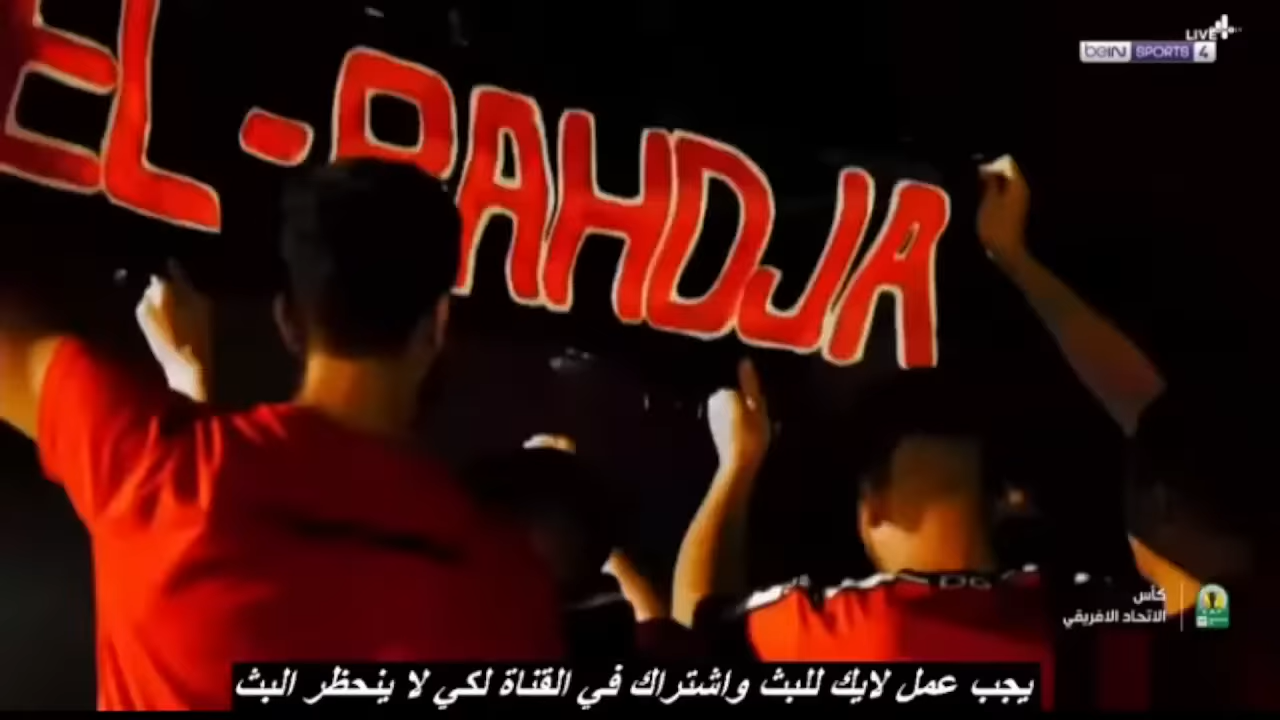 LIVE
beIN SPORTS 4
EL-BAHDJA
كأس
الاتحاد الافريقي
يجب عمل لايك للبث واشتراك في القناة لكي لا ينحظر البث